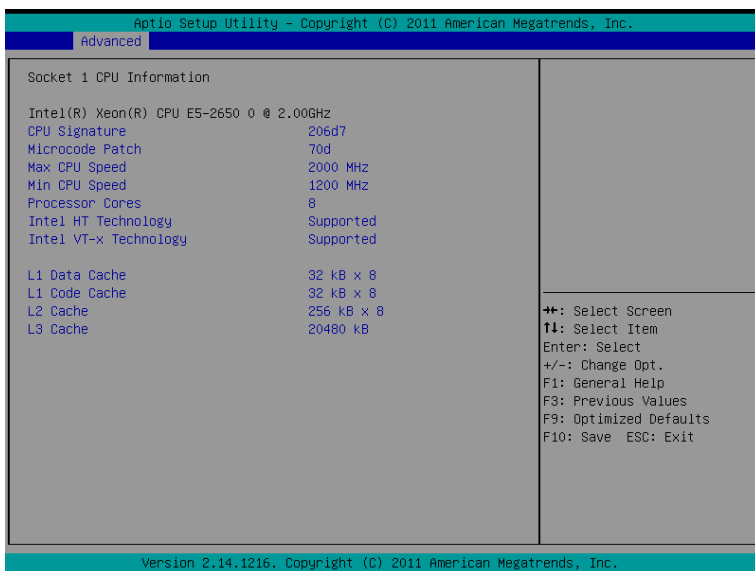 Aptio Setup Utility - Copyright (C) 2011 American Megatrends, Inc.
Advanced
Socket 1 CPU Information
Intel(R) Xeon(R) CPU E5-2650 0 @ 2.00GHz
CPU Signature 206d7
Microcode Patch 70d
Max CPU Speed 2000 MHz
Min CPU Speed 1200 MHz
Processor Cores 8
Intel HT Technology Supported
Intel VT-x Technology Supported
L1 Data Cache 32 kB x 8
L1 Code Cache 32 kB x 8
L2 Cache 256 kB x 8
L3 Cache 20480 kB
→←: Select Screen
↑↓: Select Item
Enter: Select
+/-: Change Opt.
F1: General Help
F3: Previous Values
F9: Optimized Defaults
F10: Save ESC: Exit
Version 2.14.1216. Copyright (C) 2011 American Megatrends, Inc.